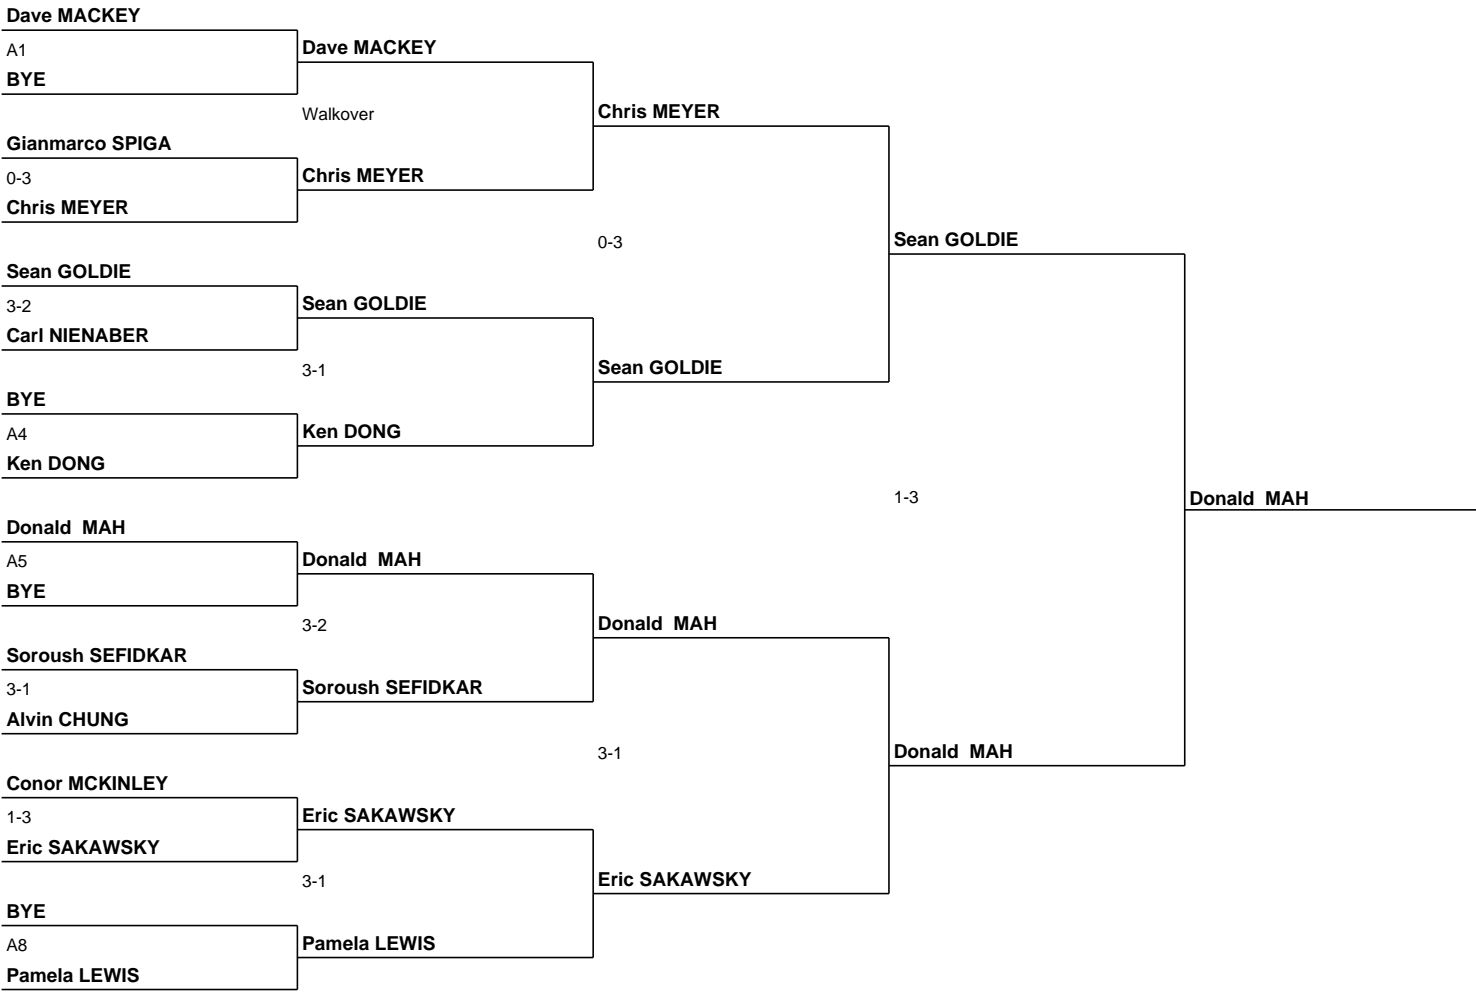 Dave MACKEY
A1
BYE
Gianmarco SPIGA
0-3
Chris MEYER
Sean GOLDIE
3-2
Carl NIENABER
BYE
A4
Ken DONG
Donald  MAH
A5
BYE
Soroush SEFIDKAR
3-1
Alvin CHUNG
Conor MCKINLEY
1-3
Eric SAKAWSKY
BYE
A8
Pamela LEWIS
Dave MACKEY
Walkover
Chris MEYER
Sean GOLDIE
3-1
Ken DONG
Donald  MAH
3-2
Soroush SEFIDKAR
Eric SAKAWSKY
3-1
Pamela LEWIS
Chris MEYER
0-3
Sean GOLDIE
Donald  MAH
3-1
Eric SAKAWSKY
Sean GOLDIE
1-3
Donald  MAH
Donald  MAH